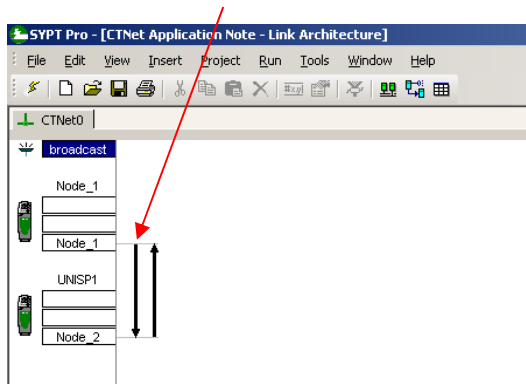 SYPT Pro - [CTNet Application Note - Link Architecture]
File Edit View Insert Project Run Tools Window Help
CTNet0
broadcast
Node_1
Node_1
UNISP1
Node_2